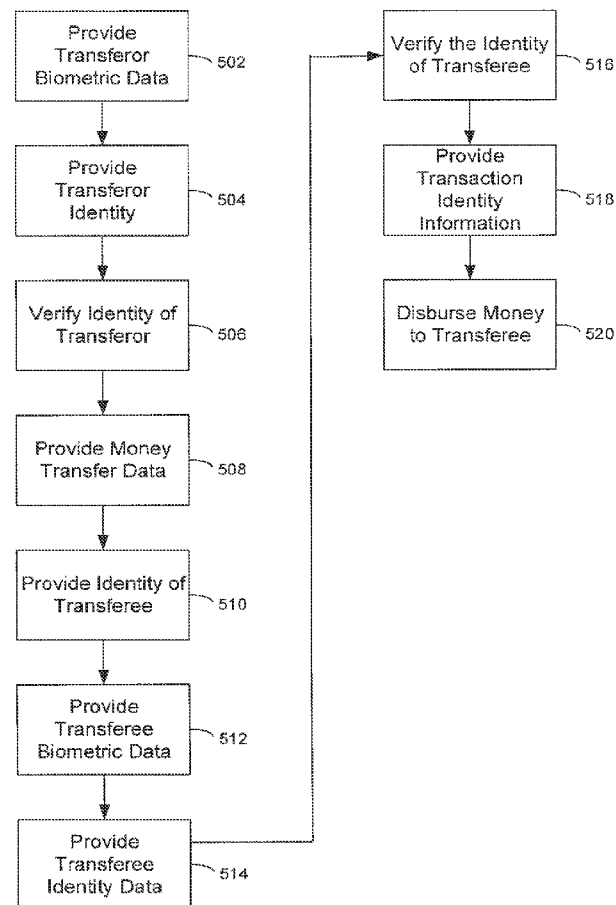 Provide
Transferor
Biometric Data
502
Provide
Transferor
Identity
504
Verify Identity of
Transferor
506
Provide Money
Transfer Data
508
Provide Identity of
Transferee
510
Provide
Transferee
Biometric Data
512
Provide
Transferee
Identity Data
514
Verify the Identity
of Transferee
516
Provide
Transaction
Identity
Information
518
Disburse Money
to Transferee
520